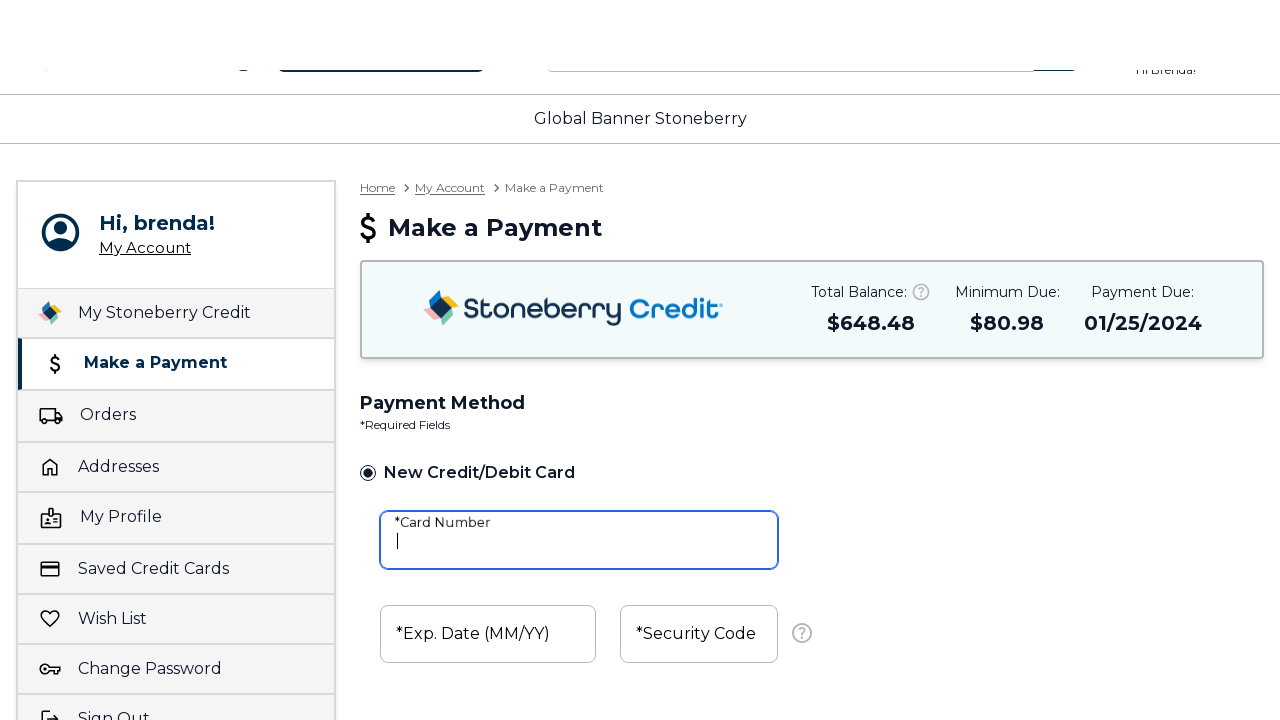 Hi Brenda!
Global Banner Stoneberry
Home > My Account > Make a Payment
Hi, brenda!
My Account
My Stoneberry Credit
Make a Payment
Orders
Addresses
My Profile
Saved Credit Cards
Wish List
Change Password
Sign Out
$ Make a Payment
Stoneberry Credit
Total Balance:
$648.48
Minimum Due:
$80.98
Payment Due:
01/25/2024
Payment Method
*Required Fields
New Credit/Debit Card
*Card Number
*Exp. Date (MM/YY)
*Security Code